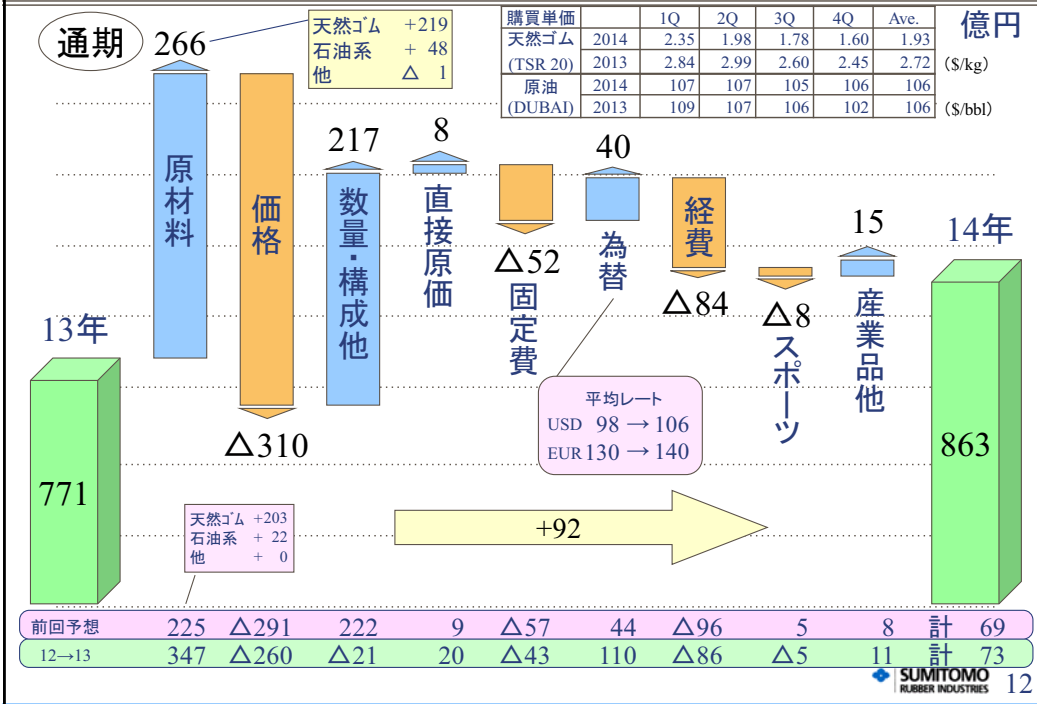 通期
266
天然ゴム +219
石油系 + 48
他 △ 1
購買単価 1Q 2Q 3Q 4Q Ave.
天然ゴム 2014 2.35 1.98 1.78 1.60 1.93
(TSR 20) 2013 2.84 2.99 2.60 2.45 2.72 ($/kg)
原油 2014 107 107 105 106 106
(DUBAI) 2013 109 107 106 102 106 ($/bbl)
億円
原材料
価格
△310
217
数量・構成他
8
直接原価
△52
固定費
40
為替
経費
△84
△8
スポーツ
15
産業品他
14年
863
13年
771
平均レート
USD 98 → 106
EUR 130 → 140
天然ゴム +203
石油系 + 22
他 + 0
+92
前回予想 225 △291 222 9 △57 44 △96 5 8 計 69
12→13 347 △260 △21 20 △43 110 △86 △5 11 計 73
SUMITOMO
RUBBER INDUSTRIES
12